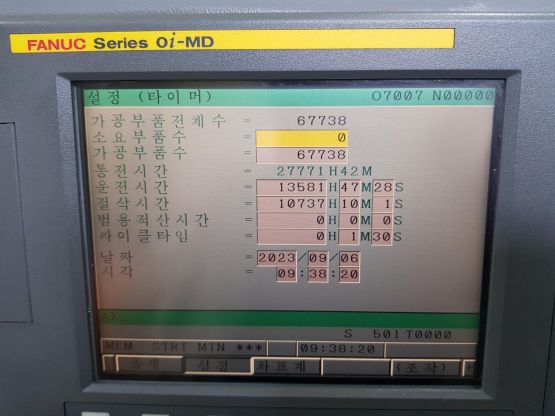 FANUC Series 0i-MD
설정 (타이머) O7007 N00000
가공부품전체수 = 67738
소요부품수 = 0
가공부품수 = 67738
통전시간 = 27771H42M
운전시간 = 13581H47M28S
절삭시간 = 10737H10M 1S
범용적산시간 = 0H 0M 0S
싸이클타임 = 0H 1M30S
날짜 = 2023/09/06
시각 = 09:38:20
A)_
S 501T0000
MEM STRT MIN *** 09:38:20
옵셋 설정 좌표계 (조작)